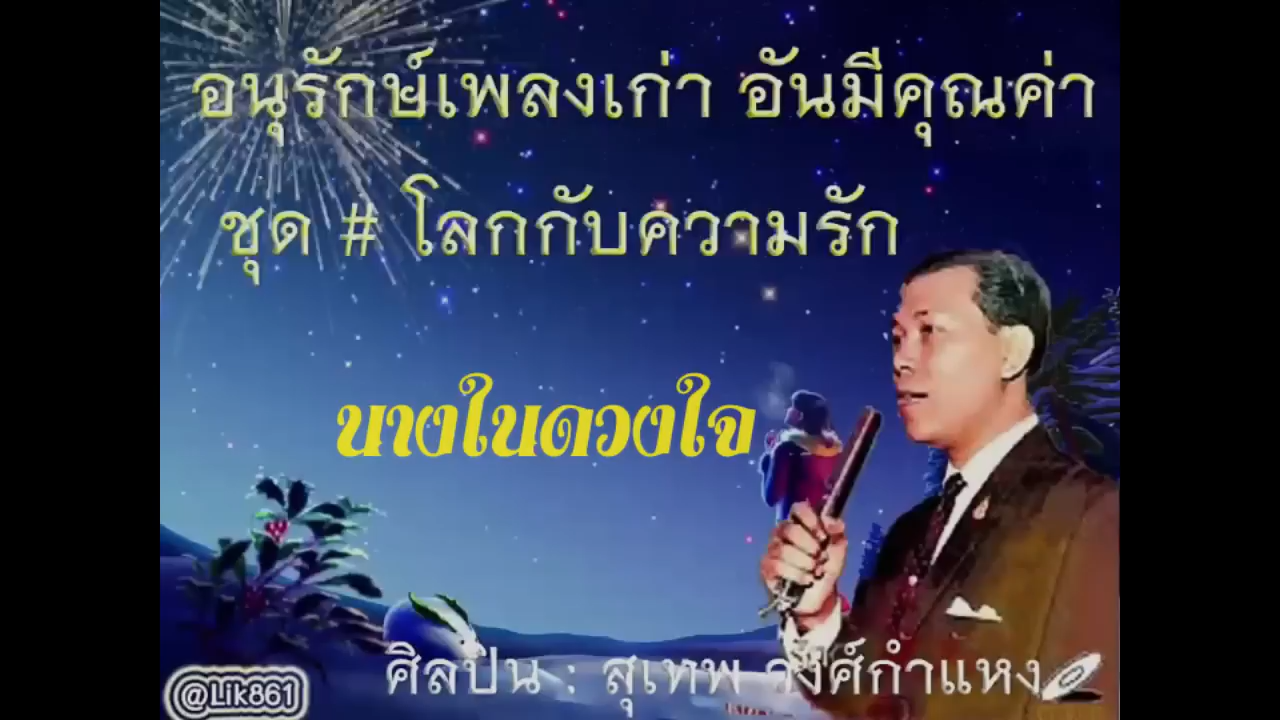 อนุรักษ์เพลงเก่า อันมีคุณค่า
ชุด # โลกกับความรัก
นางในดวงใจ
ศิลปิน : สุเทพ วงศ์กำแหง
@Lik861